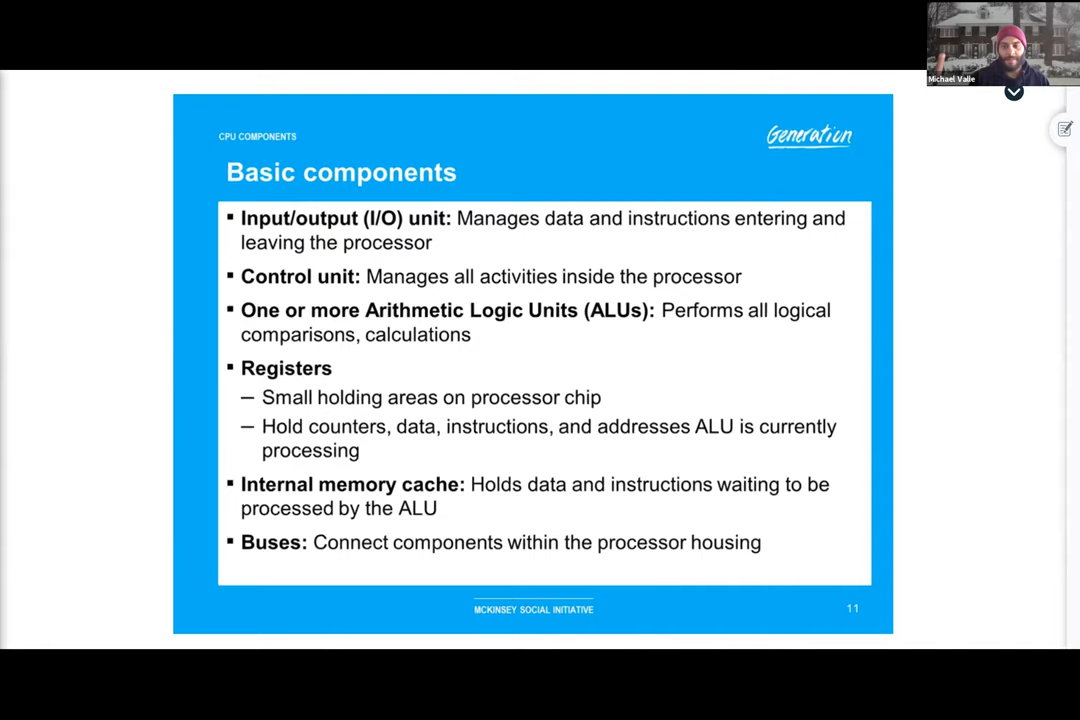 Michael Valle
CPU COMPONENTS
Generation
Basic components
▪ Input/output (I/O) unit: Manages data and instructions entering and
leaving the processor
▪ Control unit: Manages all activities inside the processor
▪ One or more Arithmetic Logic Units (ALUs): Performs all logical
comparisons, calculations
▪ Registers
– Small holding areas on processor chip
– Hold counters, data, instructions, and addresses ALU is currently
processing
▪ Internal memory cache: Holds data and instructions waiting to be
processed by the ALU
▪ Buses: Connect components within the processor housing
MCKINSEY SOCIAL INITIATIVE
11